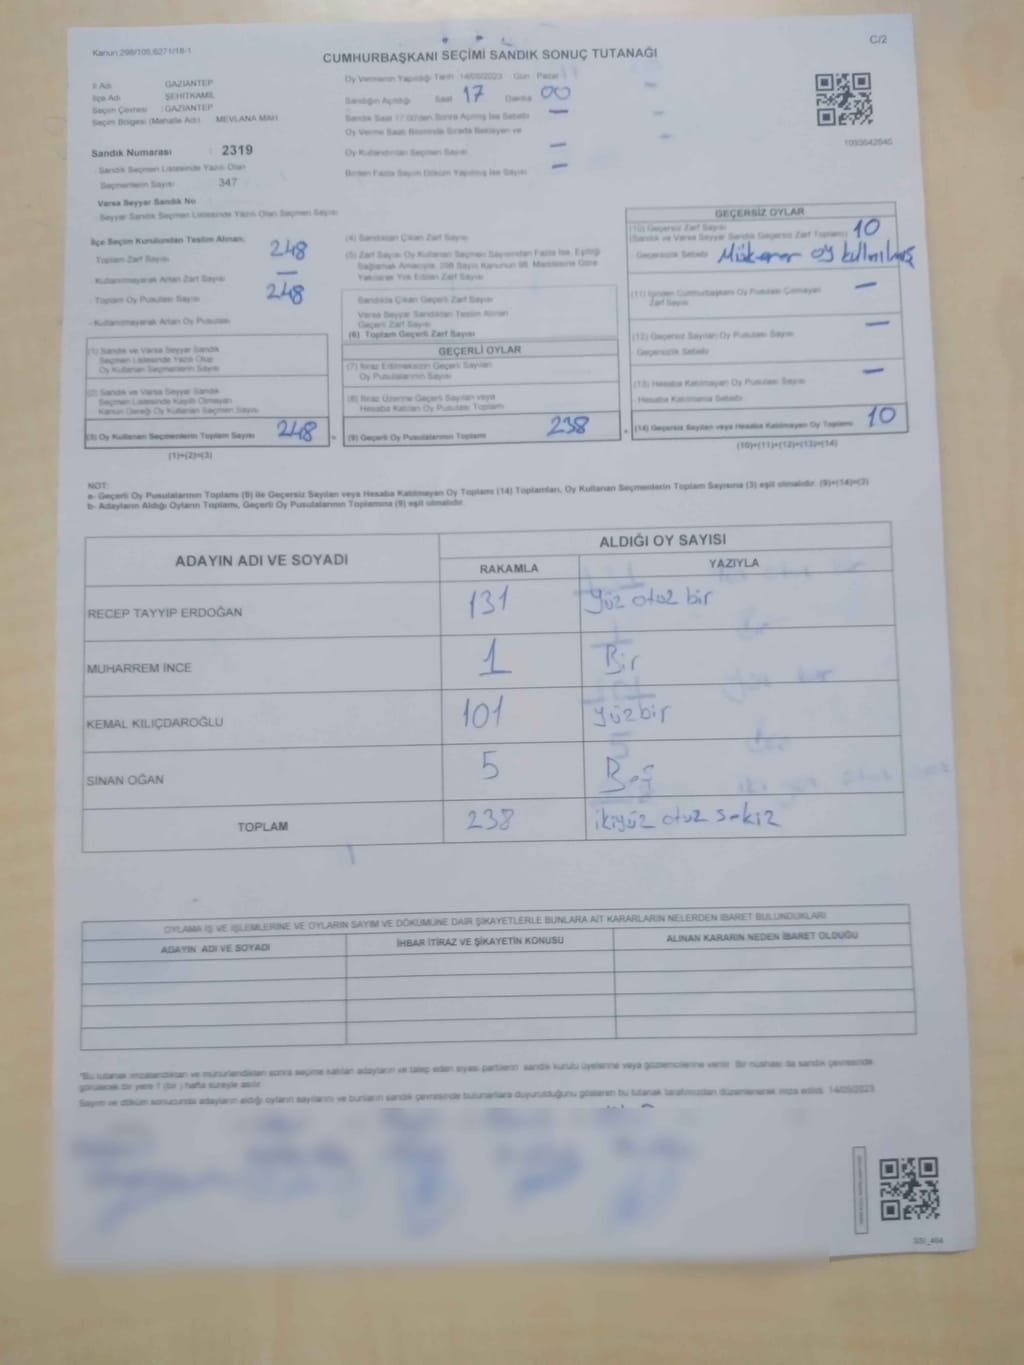 Kanun:298/105;6271/18-1
C/2
CUMHURBAŞKANI SEÇİMİ SANDIK SONUÇ TUTANAĞI
İl Adı GAZİANTEP
İlçe Adı ŞEHİTKAMİL
Seçim Çevresi : GAZİANTEP
Seçim Bölgesi (Mahalle Adı) MEVLANA MAH.
Oy Vermenin Yapıldığı Tarih 14/05/2023 Gün Pazar
Sandığın Açıldığı Saat 17 Dakika 00
Sandık Saat 17.00'den Sonra Açılmış İse Sebebi —
Oy Verme Saati Bitiminde Sırada Bekleyen ve
Oy Kullandırılan Seçmen Sayısı —
Birden Fazla Sayım Döküm Yapılmış İse Sayısı —
Sandık Numarası : 2319
Sandık Seçmen Listesinde Yazılı Olan
Seçmenlerin Sayısı 347
Varsa Seyyar Sandık No
Seyyar Sandık Seçmen Listesinde Yazılı Olan Seçmen Sayısı
İlçe Seçim Kurulundan Teslim Alınan;
Toplam Zarf Sayısı 248
- Kullanılmayarak Artan Zarf Sayısı —
- Toplam Oy Pusulası Sayısı 248
- Kullanılmayarak Artan Oy Pusulası
(1) Sandık ve Varsa Seyyar Sandık
Seçmen Listesinde Yazılı Olup
Oy Kullanan Seçmenlerin Sayısı
(2) Sandık ve Varsa Seyyar Sandık
Seçmen Listesinde Kayıtlı Olmayan
Kanun Gereği Oy Kullanan Seçmen Sayısı
(3) Oy Kullanan Seçmenlerin Toplam Sayısı 248
(1)+(2)=(3)
(4) Sandıktan Çıkan Zarf Sayısı
(5) Zarf Sayısı Oy Kullanan Seçmen Sayısından Fazla İse, Eşitliği
Sağlamak Amacıyla, 298 Sayılı Kanunun 98. Maddesine Göre
Yakılarak Yok Edilen Zarf Sayısı
Sandıkta Çıkan Geçerli Zarf Sayısı
Varsa Seyyar Sandıktan Teslim Alınan
Geçerli Zarf Sayısı
(6) Toplam Geçerli Zarf Sayısı
GEÇERLİ OYLAR
(7) İtiraz Edilmeksizin Geçerli Sayılan
Oy Pusulalarının Sayısı
(8) İtiraz Üzerine Geçerli Sayılan veya
Hesaba Katılan Oy Pusulası Toplamı
(9) Geçerli Oy Pusulalarının Toplamı 238
GEÇERSİZ OYLAR
(10) Geçersiz Zarf Sayısı 10
(Sandık ve Varsa Seyyar Sandık Geçersiz Zarf Toplamı)
Geçersizlik Sebebi Mükerrer oy kullnılmış
(11) İçinden Cumhurbaşkanı Oy Pusulası Çıkmayan —
Zarf Sayısı
(12) Geçersiz Sayılan Oy Pusulası Sayısı —
Geçersizlik Sebebi
(13) Hesaba Katılmayan Oy Pusulası Sayısı —
- Hesaba Katılmama Sebebi
(14) Geçersiz Sayılan veya Hesaba Katılmayan Oy Toplamı 10
(10)+(11)+(12)+(13)=(14)
NOT:
a- Geçerli Oy Pusulalarının Toplamı (9) ile Geçersiz Sayılan veya Hesaba Katılmayan Oy Toplamı (14) Toplamları, Oy Kullanan Seçmenlerin Toplam Sayısına (3) eşit olmalıdır. (9)+(14)=(3)
b- Adayların Aldığı Oyların Toplamı, Geçerli Oy Pusulalarının Toplamına (9) eşit olmalıdır.
ADAYIN ADI VE SOYADI ALDIĞI OY SAYISI
RAKAMLA YAZIYLA
RECEP TAYYİP ERDOĞAN 131 Yüz otuz bir
MUHARREM İNCE 1 Bir
KEMAL KILIÇDAROĞLU 101 yüzbir
SİNAN OĞAN 5 Beş
TOPLAM 238 ikiyüz otuz sekiz
OYLAMA İŞ VE İŞLEMLERİNE VE OYLARIN SAYIM VE DÖKÜMÜNE DAİR ŞİKAYETLERLE BUNLARA AİT KARARLARIN NELERDEN İBARET BULUNDUKLARI
ADAYIN ADI VE SOYADI İHBAR İTİRAZ VE ŞİKAYETİN KONUSU ALINAN KARARIN NEDEN İBARET OLDUĞU
*Bu tutanak imzalandıktan ve mühürlendikten sonra seçime katılan adayların ve talep eden siyasi partilerin sandık kurulu üyelerine veya gözlemcilerine verilir. Bir nüshası da sandık çevresinde
görülecek bir yere 1 (bir ) hafta süreyle asılır.
Sayım ve döküm sonucunda adayların aldığı oyların sayılarını ve bunların sandık çevresinde bulunanlara duyurulduğunu gösteren bu tutanak tarafımızdan düzenlenerek imza edildi. 14/05/2023